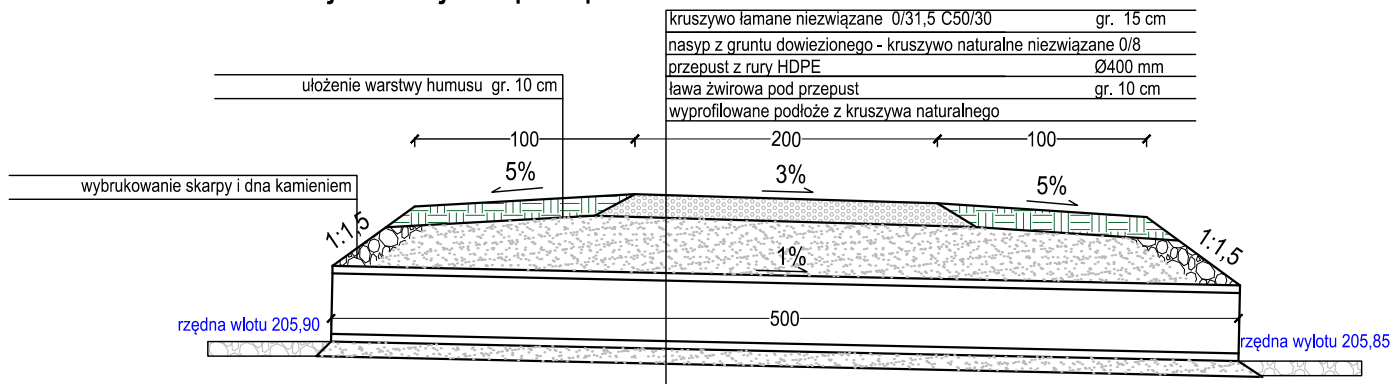 kruszywo łamane niezwiązane 0/31,5 C50/30 gr. 15 cm
nasyp z gruntu dowiezionego - kruszywo naturalne niezwiązane 0/8
przepust z rury HDPE Ø400 mm
ława żwirowa pod przepust gr. 10 cm
wyprofilowane podłoże z kruszywa naturalnego
ułożenie warstwy humusu gr. 10 cm
100 200 100
wybrukowanie skarpy i dna kamieniem
5% 3% 5%
1:1,5 1:1,5
1%
rzędna wlotu 205,90
500
rzędna wylotu 205,85